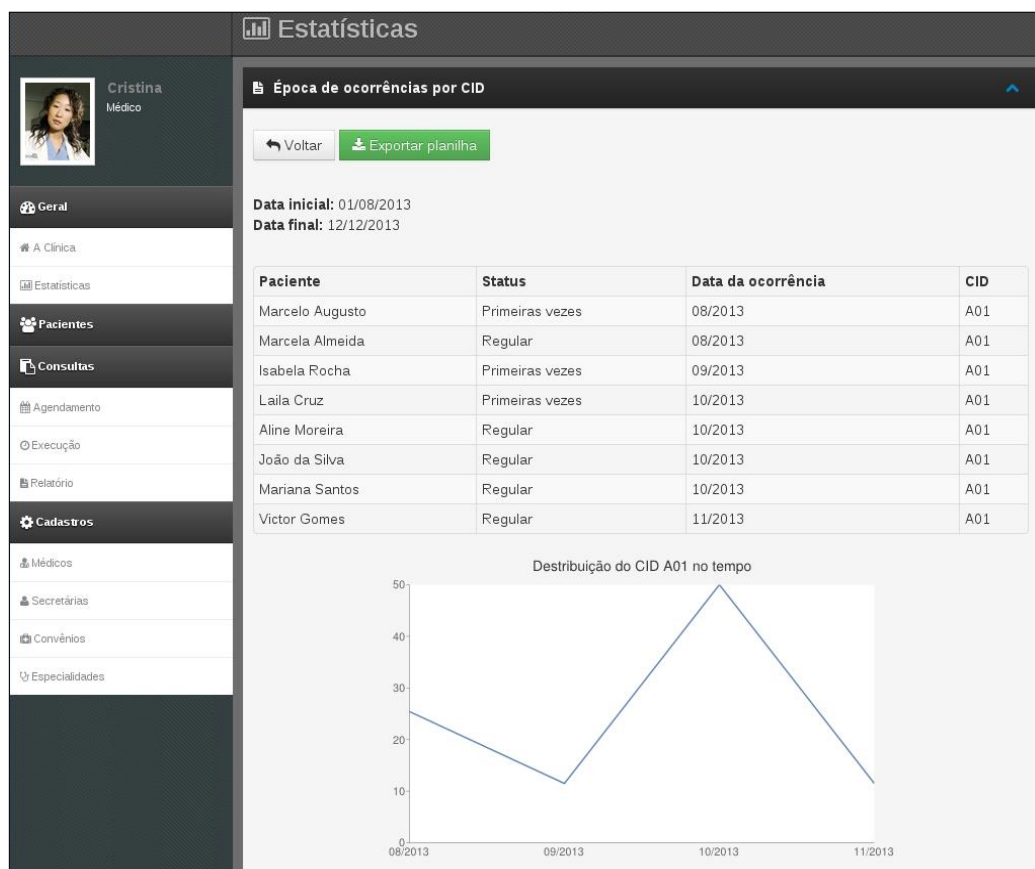 Estatísticas
Cristina
Médico
Geral
A Clínica
Estatísticas
Pacientes
Consultas
Agendamento
Execução
Relatório
Cadastros
Médicos
Secretárias
Convênios
Especialidades
Época de ocorrências por CID
Voltar Exportar planilha
Data inicial: 01/08/2013
Data final: 12/12/2013
Paciente Status Data da ocorrência CID
Marcelo Augusto Primeiras vezes 08/2013 A01
Marcela Almeida Regular 08/2013 A01
Isabela Rocha Primeiras vezes 09/2013 A01
Laila Cruz Primeiras vezes 10/2013 A01
Aline Moreira Regular 10/2013 A01
João da Silva Regular 10/2013 A01
Mariana Santos Regular 10/2013 A01
Victor Gomes Regular 11/2013 A01
Destribuição do CID A01 no tempo
50
40
30
20
10
0
08/2013 09/2013 10/2013 11/2013